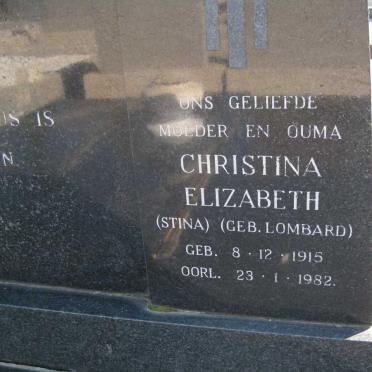 OS IS
N.
ONS GELIEFDE
MOEDER EN OUMA
CHRISTINA
ELIZABETH
(STINA) (GEB. LOMBARD)
GEB. 8 · 12 · 1915
OORL. 23 · 1 · 1982.